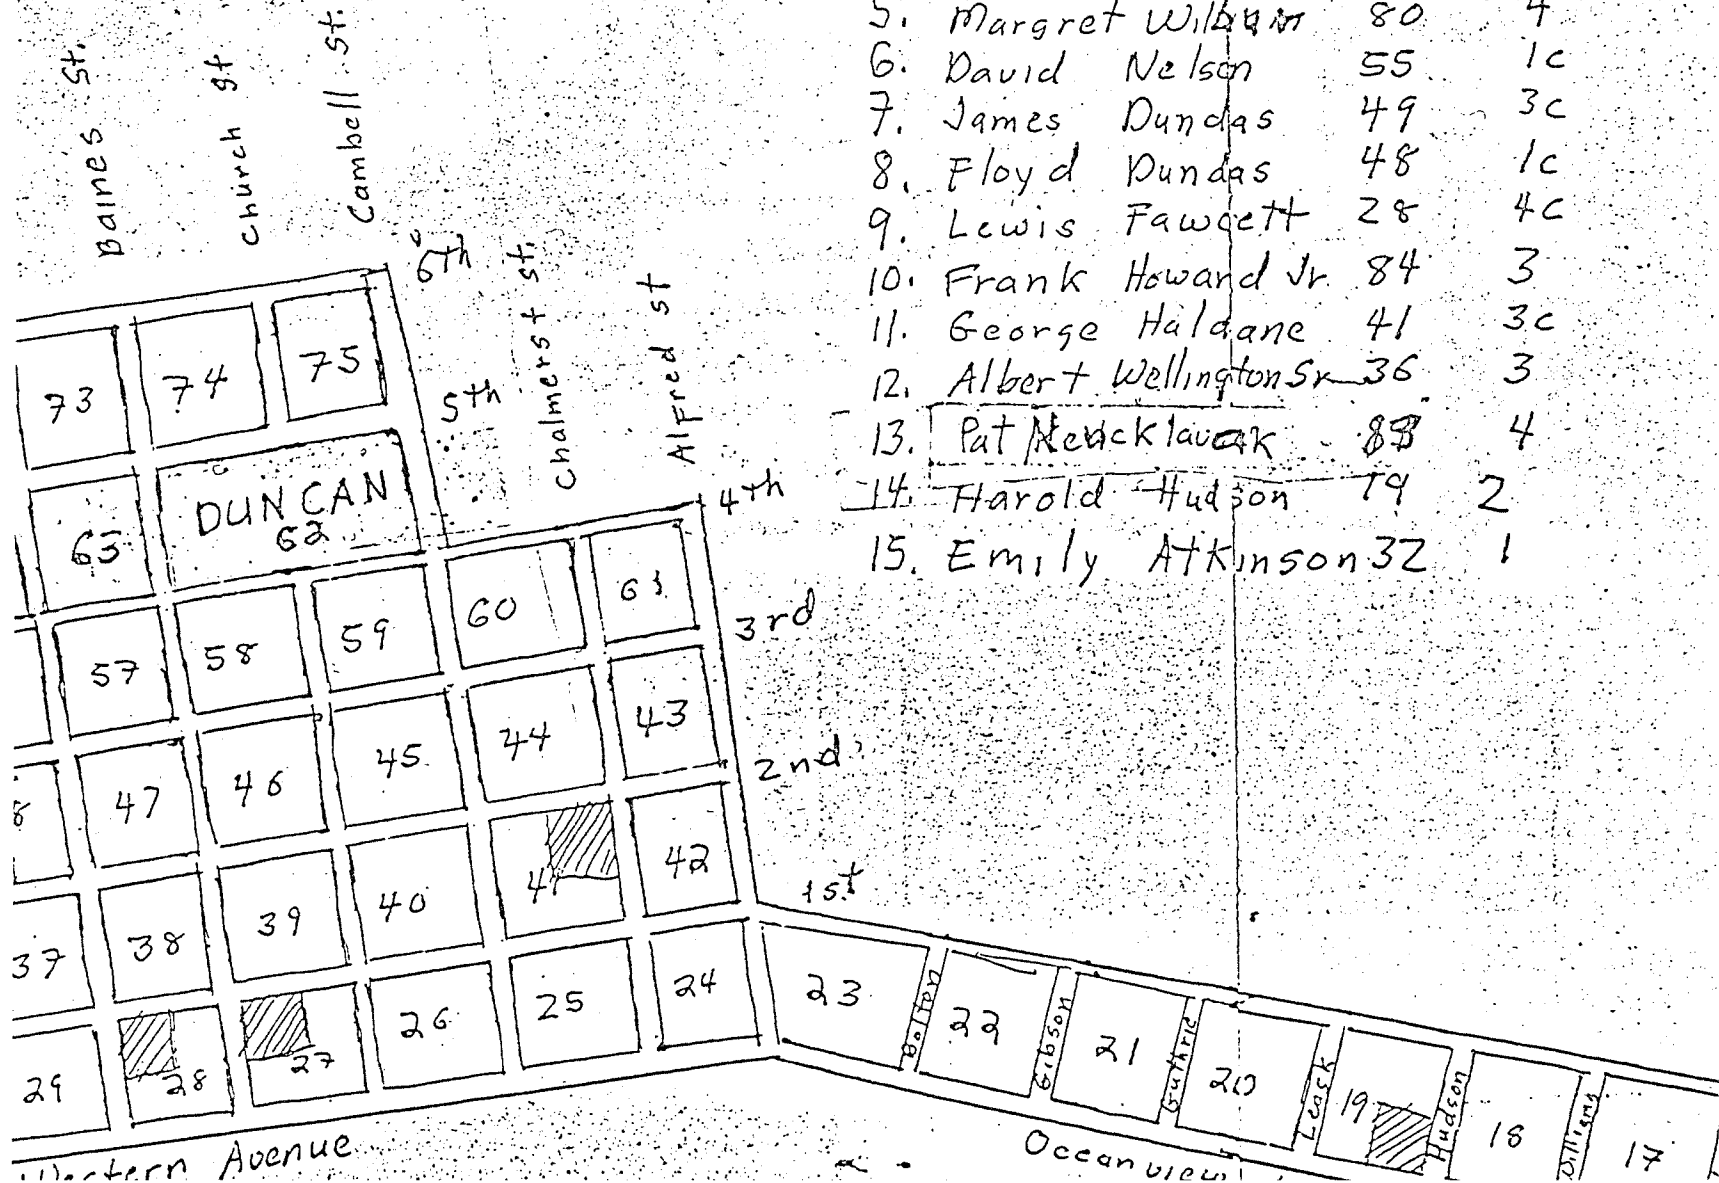 5. Margret 80 4
6. David Nelson 55 1c
7. James Dundas 49 3c
8. Floyd Dundas 48 1c
9. Lewis Fawcett 28 4c
10. Frank Howard Jr. 84 3
11. George Haldane 41 3c
12. Albert Wellington Sr 36 3
13. Pat 4
14. Harold Hudson 19 2
15. Emily Atkinson 32 1
Baines St.
Church st
Cambell St.
6th
5th
Chalmers + st.
Alfred st
4th
3rd
2nd
1st
73 74 75
63 DUNCAN
62
57 58 59 60 61
47 46 45 44 43
37 38 39 40 41 42
29 28 27 26 25 24 23
Bolton
22
Gibson
21
Guthrie
20
Leask
19
Hudson
18
Williams
17
Western Avenue
Oceanview